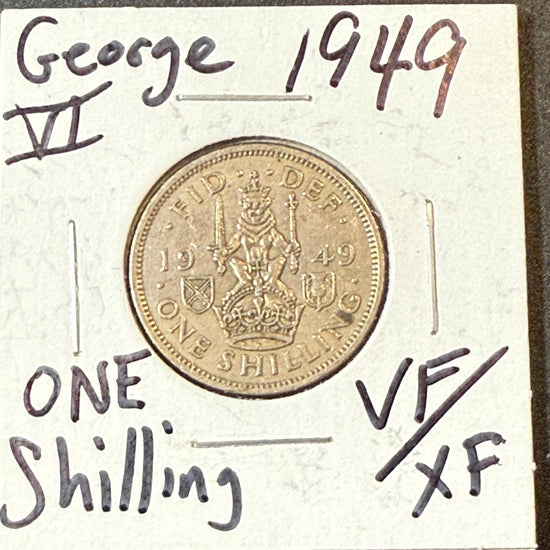 George 1949
VI
· FID · DEF ·
19 49
· ONE SHILLING ·
ONE
Shilling
VF/
XF